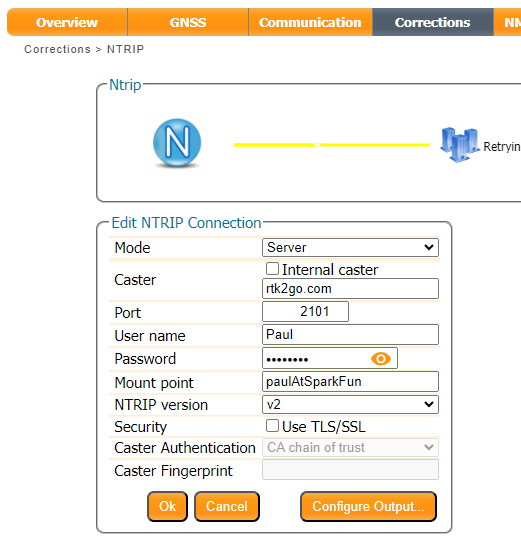 Overview GNSS Communication Corrections NM
Corrections > NTRIP
Ntrip
N
Retryin
Edit NTRIP Connection
Mode Server
Caster Internal caster
rtk2go.com
Port 2101
User name Paul
Password ••••••••
Mount point paulAtSparkFun
NTRIP version v2
Security Use TLS/SSL
Caster Authentication CA chain of trust
Caster Fingerprint
Ok Cancel Configure Output...